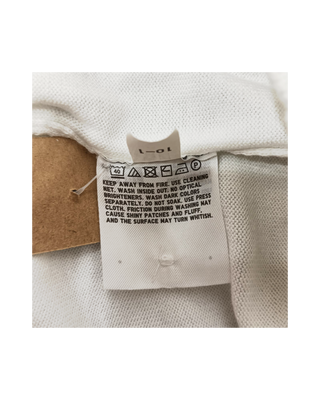 1-01
40 P
KEEP AWAY FROM FIRE. USE CLEANING
NET. WASH INSIDE OUT. NO OPTICAL
BRIGHTENERS. WASH DARK COLORS
SEPARATELY. DO NOT SOAK. USE PRESS
CLOTH. FRICTION DURING WASHING MAY
CAUSE SHINY PATCHES AND FLUFF,
AND THE SURFACE MAY TURN WHITISH.